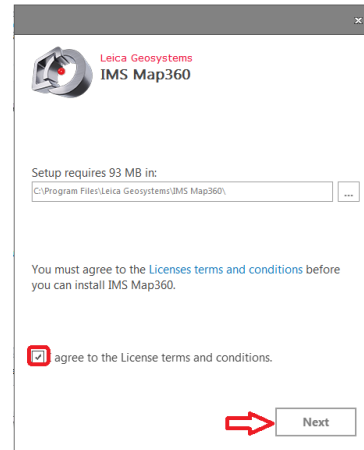 x
Leica Geosystems
IMS Map360
Setup requires 93 MB in:
C:\Program Files\Leica Geosystems\IMS Map360\
...
You must agree to the Licenses terms and conditions before
you can install IMS Map360.
agree to the License terms and conditions.
Next